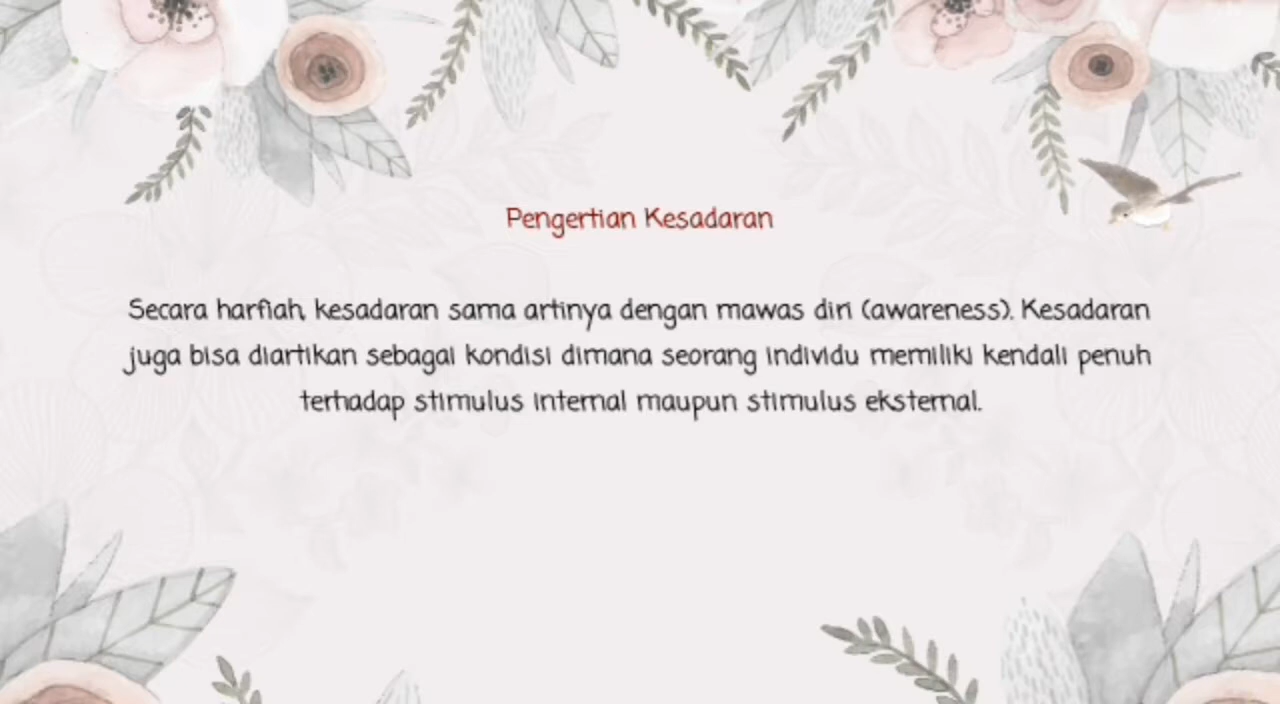 Pengertian Kesadaran
Secara harfiah, kesadaran sama artinya dengan mawas diri (awareness). Kesadaran
juga bisa diartikan sebagai kondisi dimana seorang individu memiliki kendali penuh
terhadap stimulus internal maupun stimulus eksternal.